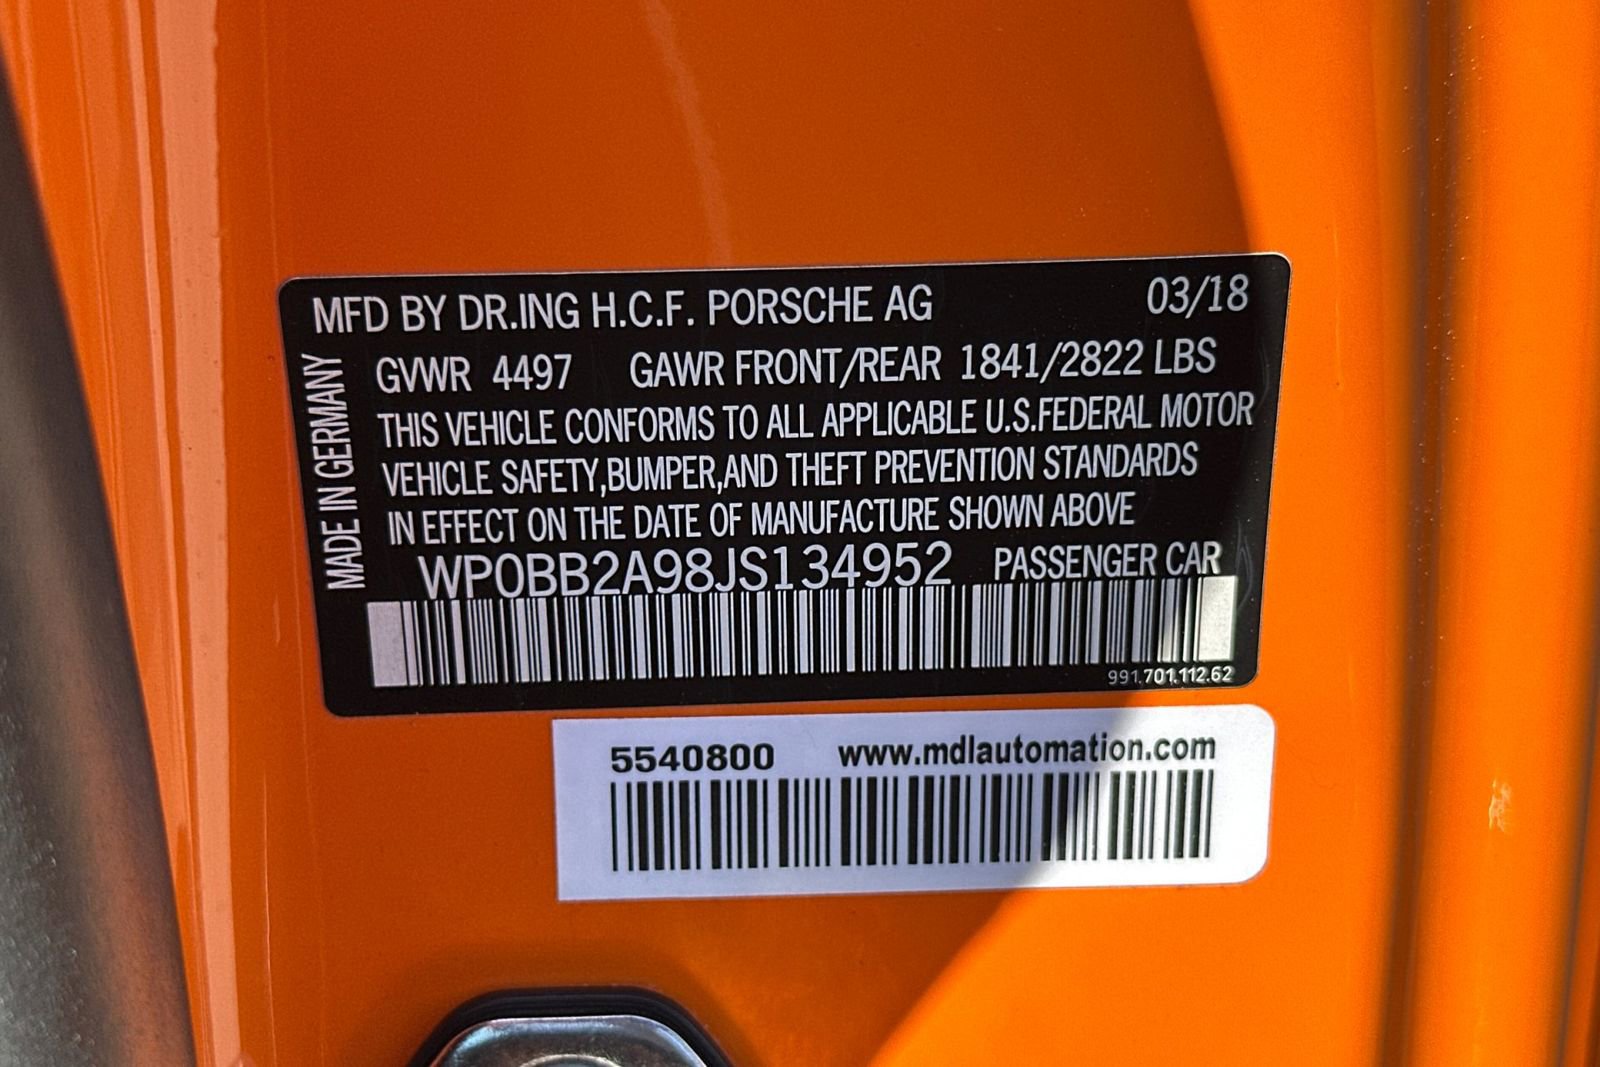 MFD BY DR.ING H.C.F. PORSCHE AG 03/18
GVWR 4497 GAWR FRONT/REAR 1841/2822 LBS
THIS VEHICLE CONFORMS TO ALL APPLICABLE U.S.FEDERAL MOTOR
VEHICLE SAFETY,BUMPER,AND THEFT PREVENTION STANDARDS
IN EFFECT ON THE DATE OF MANUFACTURE SHOWN ABOVE
WP0BB2A98JS134952 PASSENGER CAR
MADE IN GERMANY
991.701.112.62
5540800 www.mdlautomation.com